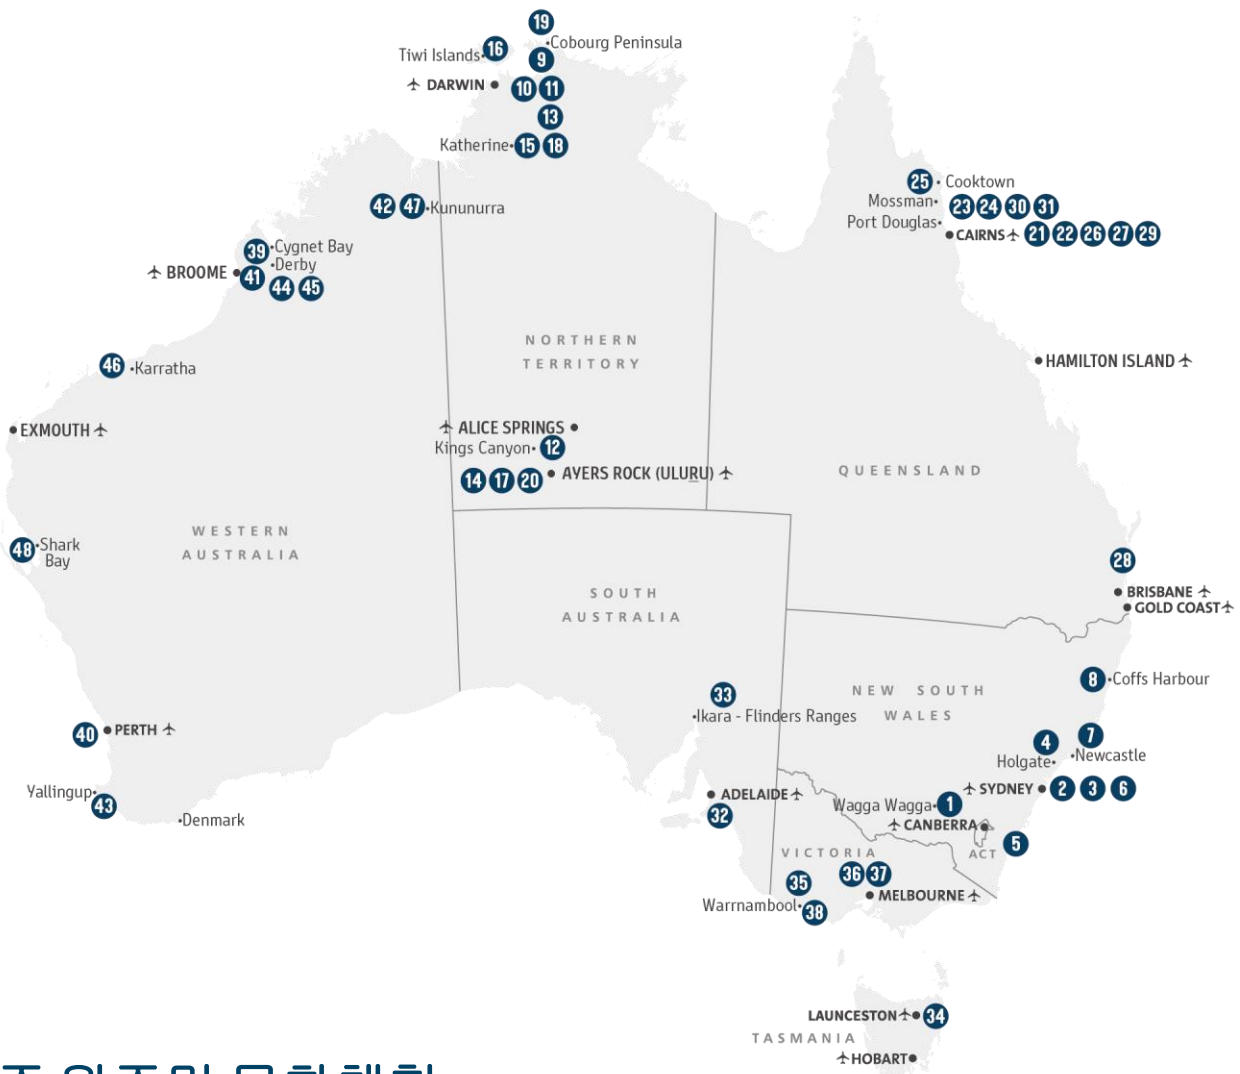 19
Cobourg Peninsula
Tiwi Islands 16
9
DARWIN 10 11
13
Katherine 15 18
25 Cooktown
Mossman 23 24 30 31
Port Douglas
CAIRNS 21 22 26 27 29
42 47 Kununurra
39 Cygnet Bay
Derby
BROOME 41
44 45
NORTHERN
TERRITORY
46 Karratha
HAMILTON ISLAND
EXMOUTH
ALICE SPRINGS
Kings Canyon 12
14 17 20 AYERS ROCK (ULURU)
QUEENSLAND
WESTERN
AUSTRALIA
48 Shark
Bay
28
BRISBANE
GOLD COAST
SOUTH
AUSTRALIA
8 Coffs Harbour
33
Ikara - Flinders Ranges
NEW SOUTH
WALES
40 PERTH
4
Holgate
7
Newcastle
SYDNEY 2 3 6
Yallingup
43
Denmark
ADELAIDE
32
Wagga Wagga 1
CANBERRA
ACT
5
VICTORIA
35
36 37
MELBOURNE
Warrnambool 38
LAUNCESTON 34
TASMANIA
HOBART